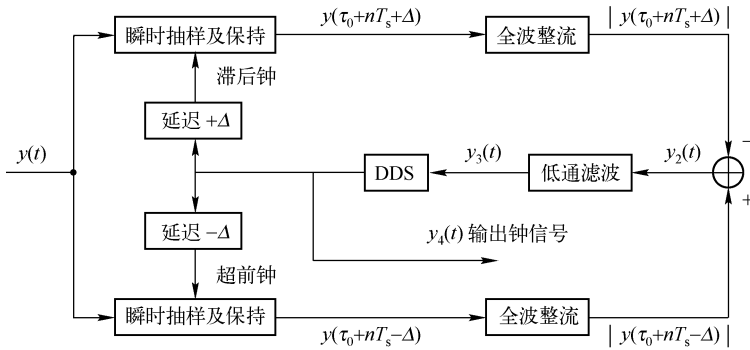 瞬时抽样及保持
y(τ₀+nTₛ+Δ)
全波整流
| y(τ₀+nTₛ+Δ) |
滞后钟
延迟 +Δ
−
y(t)
DDS
y₃(t)
低通滤波
y₂(t)
+
延迟 −Δ
y₄(t) 输出钟信号
超前钟
瞬时抽样及保持
y(τ₀+nTₛ−Δ)
全波整流
| y(τ₀+nTₛ−Δ) |